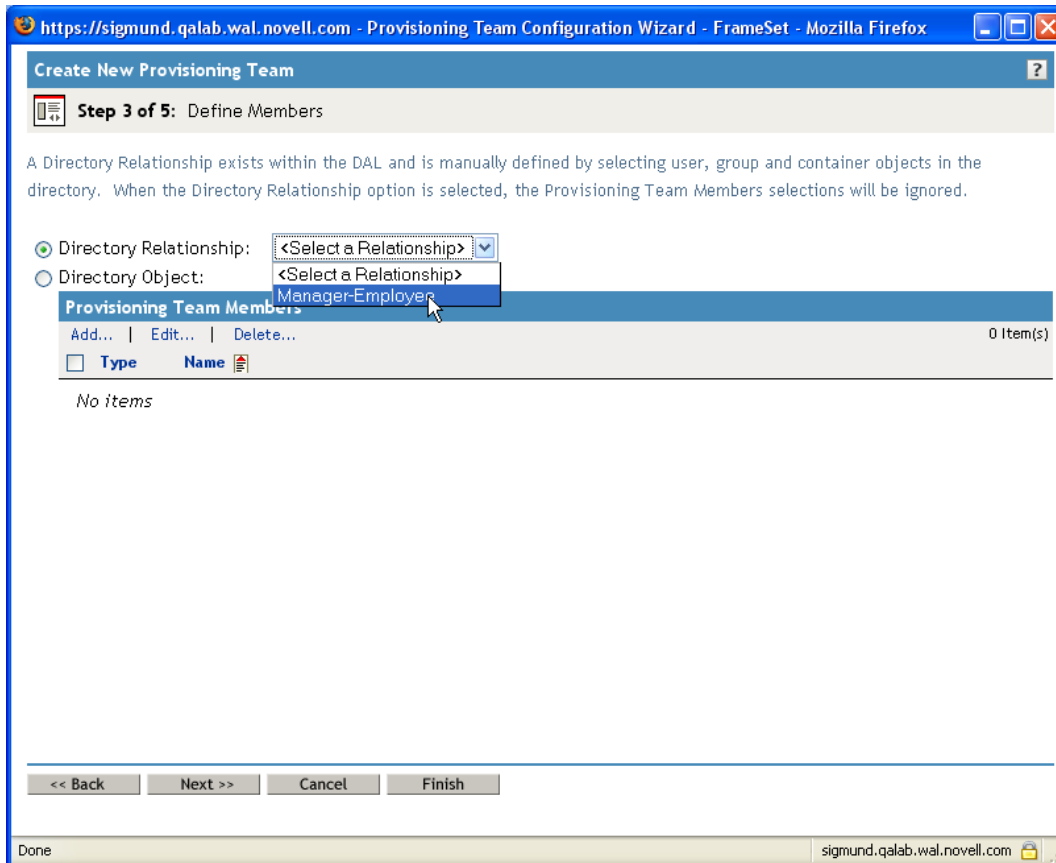 https://sigmund.qalab.wal.novell.com - Provisioning Team Configuration Wizard - FrameSet - Mozilla Firefox
Create New Provisioning Team ?
Step 3 of 5: Define Members
A Directory Relationship exists within the DAL and is manually defined by selecting user, group and container objects in the
directory. When the Directory Relationship option is selected, the Provisioning Team Members selections will be ignored.
Directory Relationship: <Select a Relationship>
Directory Object: <Select a Relationship>
Manager-Employee
Provisioning Team Members
Add... | Edit... | Delete... 0 Item(s)
Type Name
No items
<< Back Next >> Cancel Finish
Done sigmund.qalab.wal.novell.com